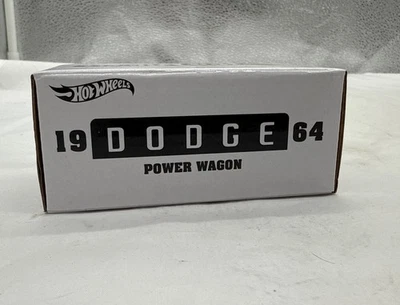 HOT WHEELS
19 DODGE 64
POWER WAGON